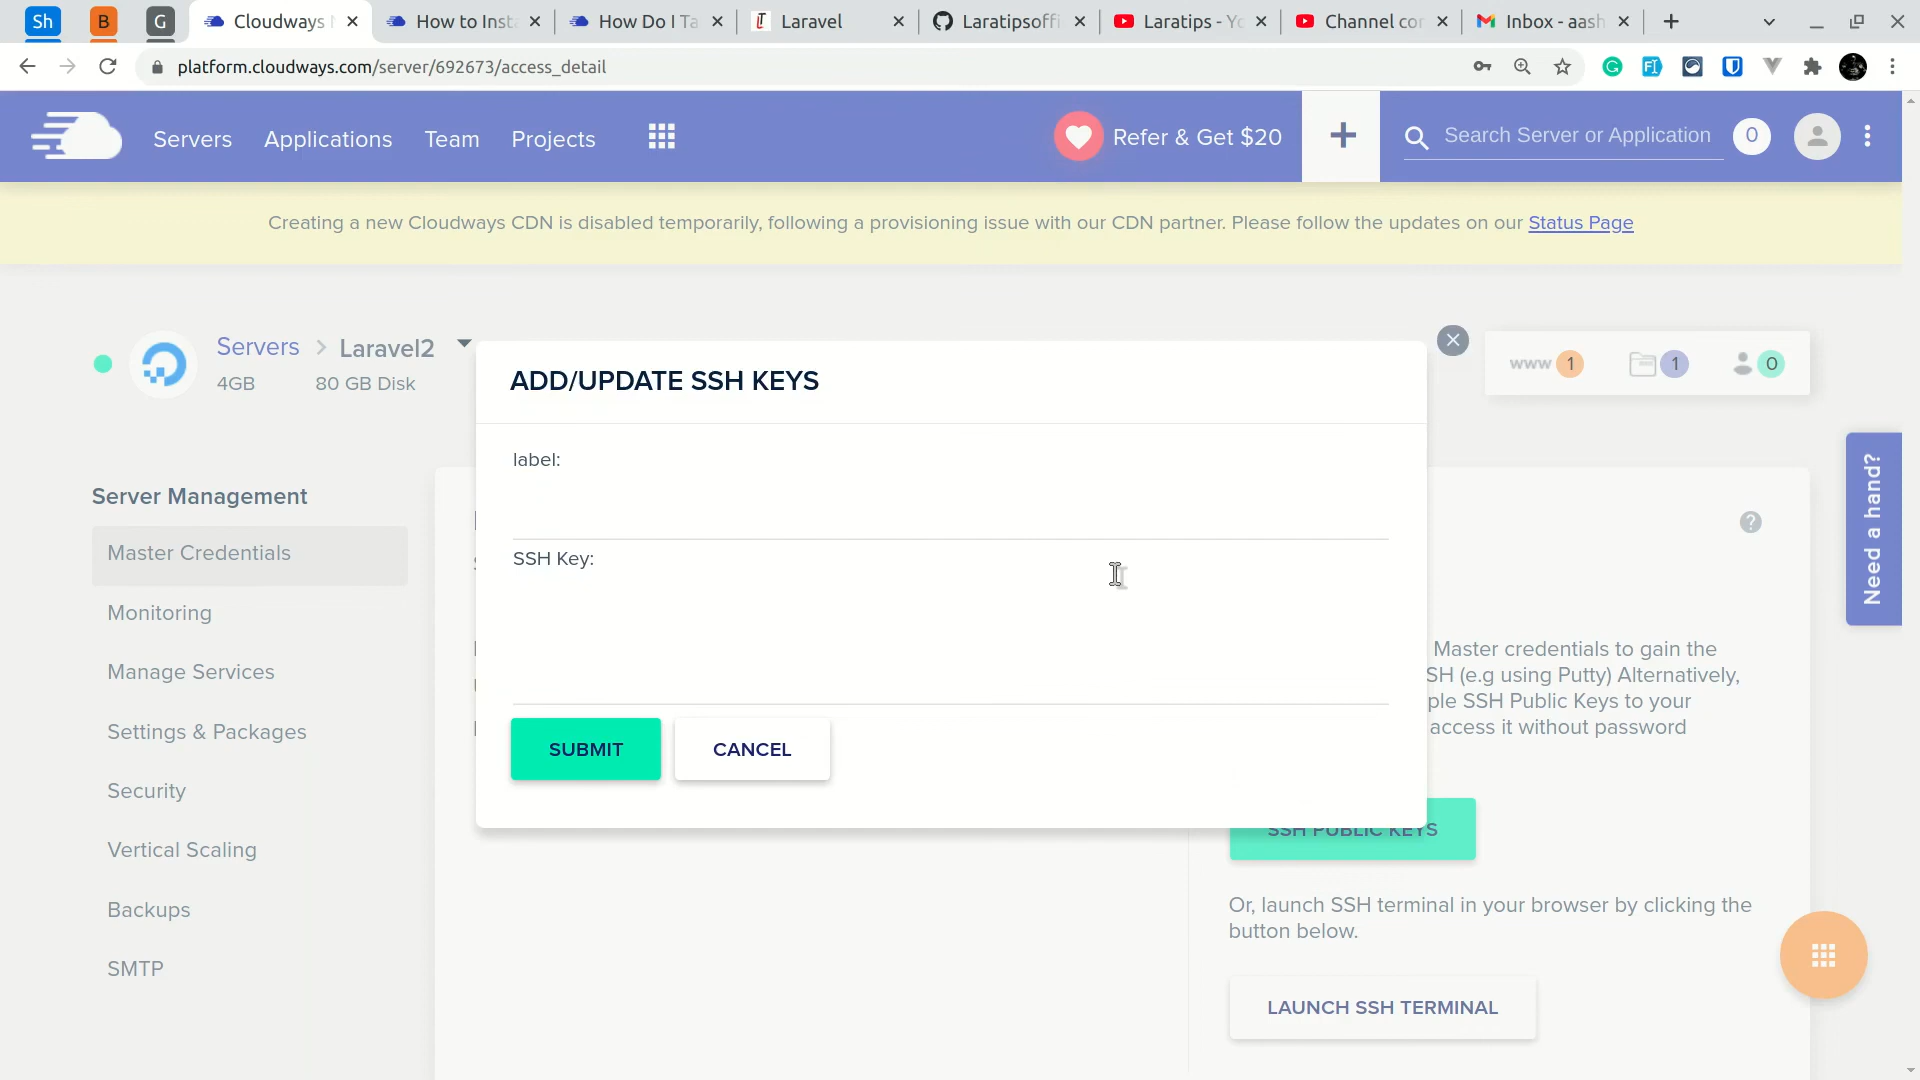 Sh
B
G
Cloudways
How to Insta
How Do I Ta
Laravel
Laratipsoffi
Laratips - Yo
Channel con
Inbox - aash
platform.cloudways.com/server/692673/access_detail
Servers
Applications
Team
Projects
Refer & Get $20
Search Server or Application
0
Creating a new Cloudways CDN is disabled temporarily, following a provisioning issue with our CDN partner. Please follow the updates on our Status Page
Servers > Laravel2
4GB
80 GB Disk
www 1
1
0
ADD/UPDATE SSH KEYS
label:
SSH Key:
SUBMIT
CANCEL
Server Management
Master Credentials
Monitoring
Manage Services
Settings & Packages
Security
Vertical Scaling
Backups
SMTP
Master credentials to gain the
SH (e.g using Putty) Alternatively,
ple SSH Public Keys to your
access it without password
SSH PUBLIC KEYS
Or, launch SSH terminal in your browser by clicking the
button below.
LAUNCH SSH TERMINAL
Need a hand?